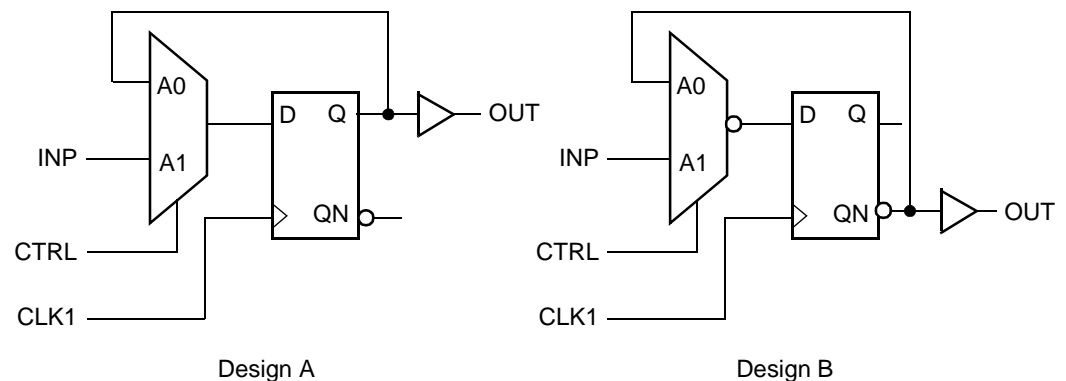 A0
D
Q
OUT
INP
A1
QN
CTRL
CLK1
Design A
A0
D
Q
INP
A1
QN
OUT
CTRL
CLK1
Design B